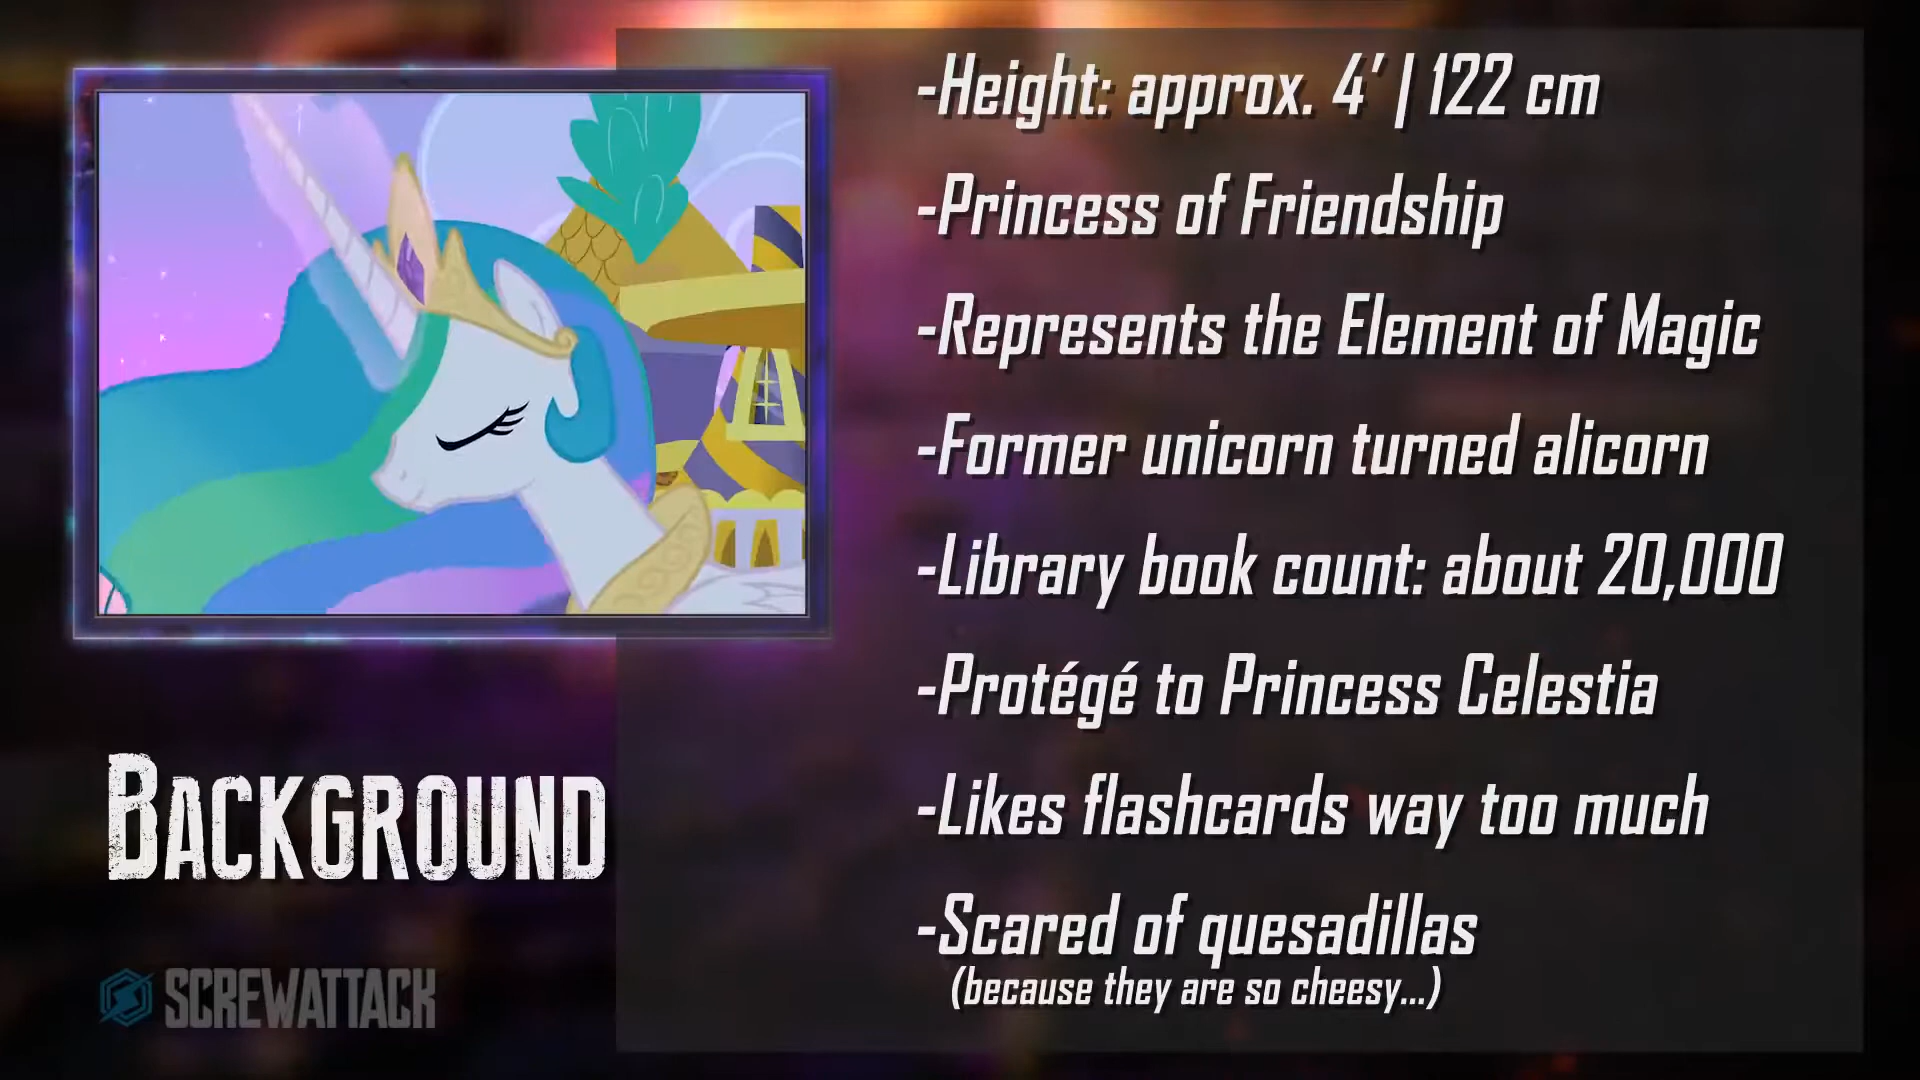 -Height: approx. 4' | 122 cm
-Princess of Friendship
-Represents the Element of Magic
-Former unicorn turned alicorn
-Library book count: about 20,000
-Protégé to Princess Celestia
-Likes flashcards way too much
-Scared of quesadillas
(because they are so cheesy...)
BACKGROUND
SCREWATTACK